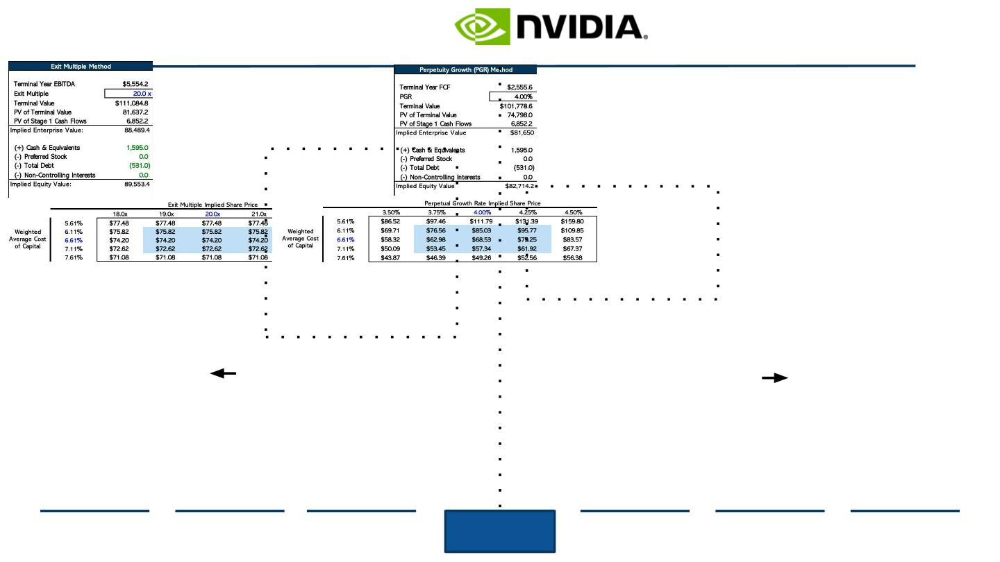 NVIDIA®
Exit Multiple Method
Terminal Year EBITDA $5,554.2
Exit Multiple 20.0 x
Terminal Value $111,084.8
PV of Terminal Value 81,637.2
PV of Stage 1 Cash Flows 6,852.2
Implied Enterprise Value: 88,489.4
(+) Cash & Equivalents 1,595.0
(-) Preferred Stock 0.0
(-) Total Debt (531.0)
(-) Non-Controlling Interests 0.0
Implied Equity Value: 89,553.4
Exit Multiple Implied Share Price
18.0x 19.0x 20.0x 21.0x
Weighted Average Cost of Capital
5.61% $77.48 $77.48 $77.48 $77.48
6.11% $75.82 $75.82 $75.82 $75.82
6.61% $74.20 $74.20 $74.20 $74.20
7.11% $72.62 $72.62 $72.62 $72.62
7.61% $71.08 $71.08 $71.08 $71.08
Perpetuity Growth (PGR) Method
Terminal Year FCF $2,555.6
PGR 4.00%
Terminal Value $101,778.6
PV of Terminal Value 74,798.0
PV of Stage 1 Cash Flows 6,852.2
Implied Enterprise Value $81,650
(+) Cash & Equivalents 1,595.0
(-) Preferred Stock 0.0
(-) Total Debt (531.0)
(-) Non-Controlling Interests 0.0
Implied Equity Value $82,714.2
Perpetual Growth Rate Implied Share Price
3.50% 3.75% 4.00% 4.25% 4.50%
Weighted Average Cost of Capital
5.61% $86.52 $97.46 $111.79 $131.39 $159.80
6.11% $69.71 $76.56 $85.03 $95.77 $109.85
6.61% $58.32 $62.98 $68.53 $75.25 $83.57
7.11% $50.09 $53.45 $57.34 $61.92 $67.37
7.61% $43.87 $46.39 $49.26 $52.56 $56.38